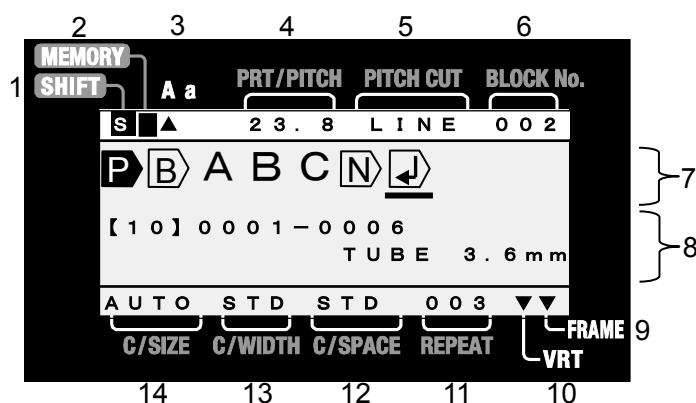 2 3 4 5 6
MEMORY
1 SHIFT A a PRT/PITCH PITCH CUT BLOCK No.
S ▲ 23.8 LINE 002
P B A B C N ↲ 7
【10】0001-0006 8
TUBE 3.6mm
AUTO STD STD 003 ▼▼
C/SIZE C/WIDTH C/SPACE REPEAT FRAME 9
VRT
14 13 12 11 10